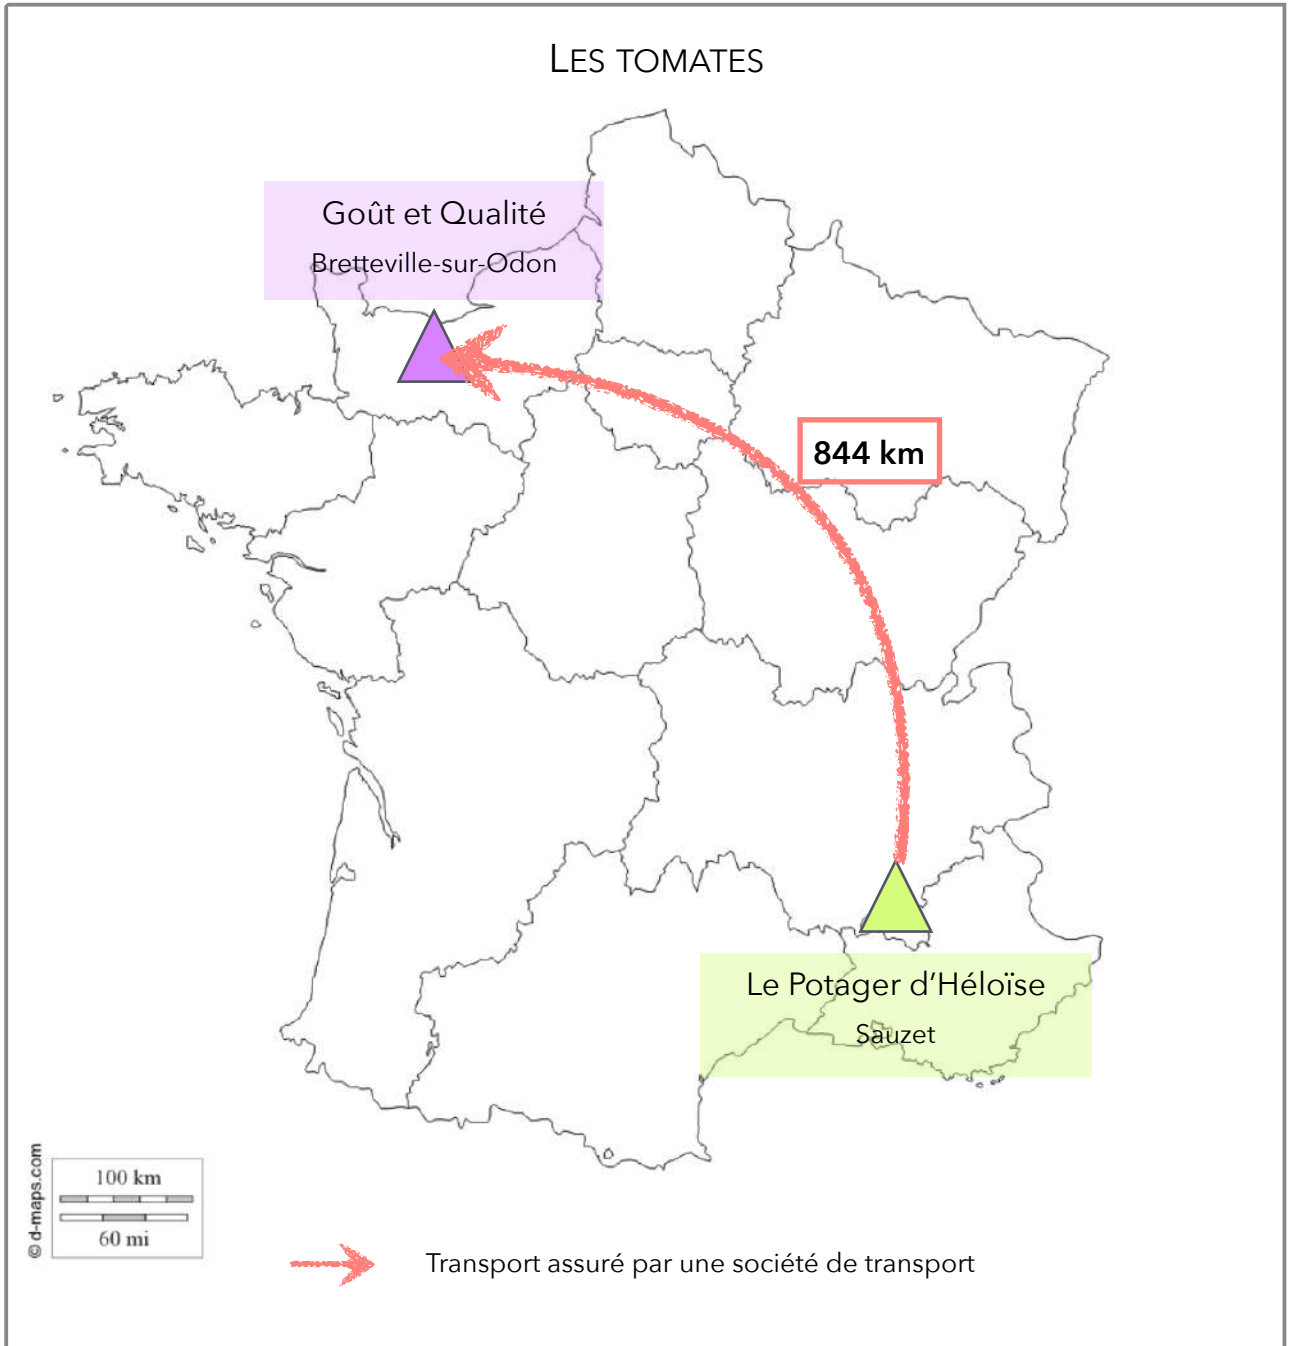 LES TOMATES
Goût et Qualité
Bretteville-sur-Odon
844 km
Le Potager d'Héloïse
Sauzet
© d-maps.com
100 km
60 mi
Transport assuré par une société de transport